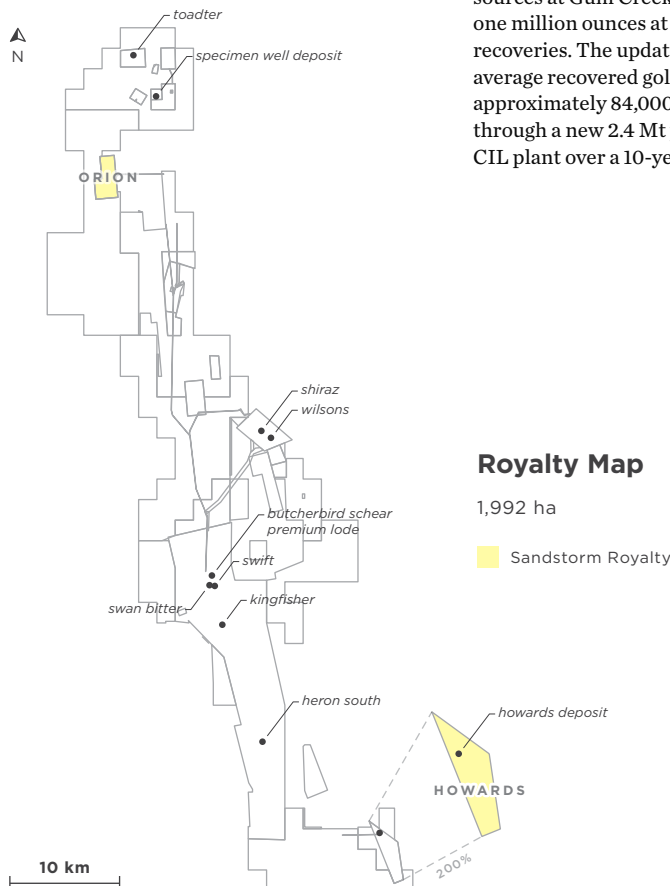 sources at Gum Creek
one million ounces at
recoveries. The updat
average recovered gol
approximately 84,000
through a new 2.4 Mt
CIL plant over a 10-ye
N
toadter
specimen well deposit
ORION
shiraz
wilsons
Royalty Map
1,992 ha
Sandstorm Royalty
butcherbird schear
premium lode
swift
swan bitter
kingfisher
heron south
howards deposit
HOWARDS
200%
10 km